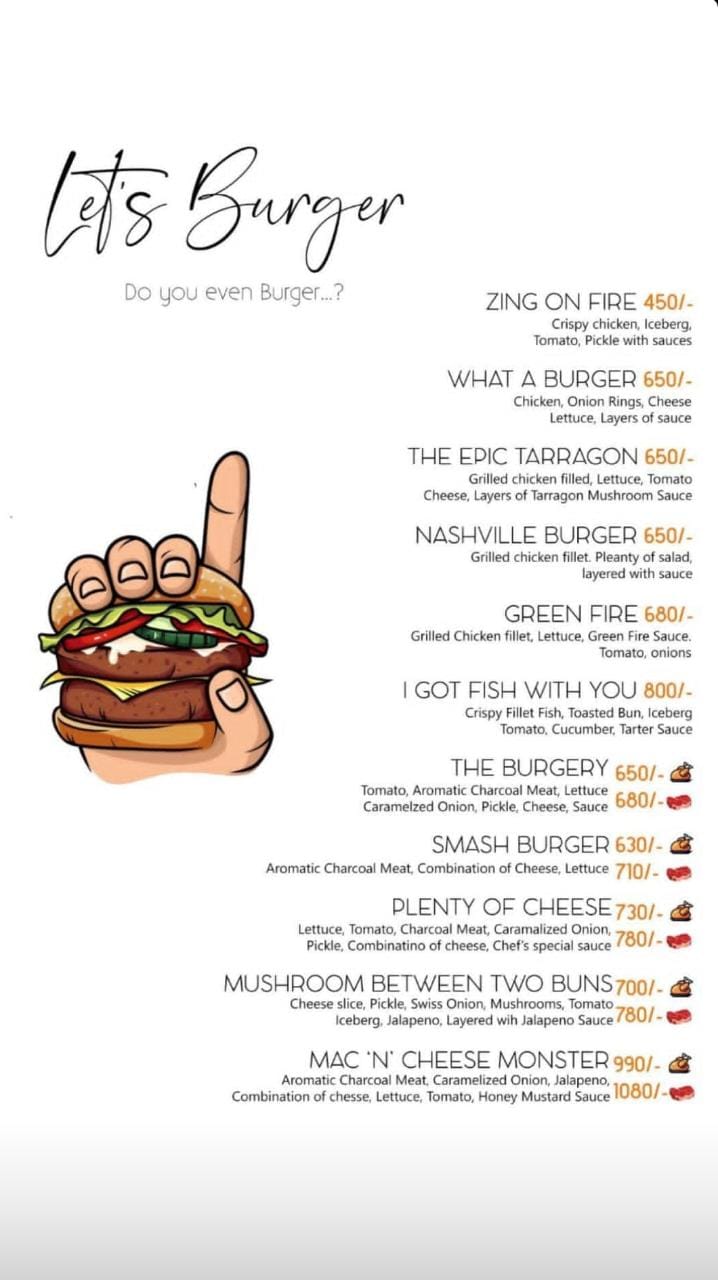 Let's Burger
Do you even Burger...?
ZING ON FIRE 450/-
Crispy chicken, Iceberg,
Tomato, Pickle with sauces
WHAT A BURGER 650/-
Chicken, Onion Rings, Cheese
Lettuce, Layers of sauce
THE EPIC TARRAGON 650/-
Grilled chicken filled, Lettuce, Tomato
Cheese, Layers of Tarragon Mushroom Sauce
NASHVILLE BURGER 650/-
Grilled chicken fillet. Pleanty of salad,
layered with sauce
GREEN FIRE 680/-
Grilled Chicken fillet, Lettuce, Green Fire Sauce.
Tomato, onions
I GOT FISH WITH YOU 800/-
Crispy Fillet Fish, Toasted Bun, Iceberg
Tomato, Cucumber, Tarter Sauce
THE BURGERY 650/-
Tomato, Aromatic Charcoal Meat, Lettuce
Caramelzed Onion, Pickle, Cheese, Sauce 680/-
SMASH BURGER 630/-
Aromatic Charcoal Meat, Combination of Cheese, Lettuce 710/-
PLENTY OF CHEESE 730/-
Lettuce, Tomato, Charcoal Meat, Caramalized Onion,
Pickle, Combinatino of cheese, Chef's special sauce 780/-
MUSHROOM BETWEEN TWO BUNS 700/-
Cheese slice, Pickle, Swiss Onion, Mushrooms, Tomato
Iceberg, Jalapeno, Layered wih Jalapeno Sauce 780/-
MAC 'N' CHEESE MONSTER 990/-
Aromatic Charcoal Meat, Caramelized Onion, Jalapeno,
Combination of chesse, Lettuce, Tomato, Honey Mustard Sauce 1080/-